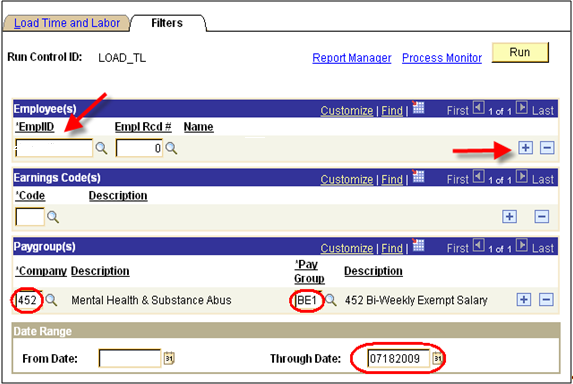 Load Time and Labor Filters
Run Control ID: LOAD_TL Report Manager Process Monitor Run
Employee(s) Customize | Find | First 1 of 1 Last
*EmplID Empl Rcd # Name
0
Earnings Code(s) Customize | Find | First 1 of 1 Last
*Code Description
Paygroup(s) Customize | Find | First 1 of 1 Last
*Company Description *Pay Group Description
452 Mental Health & Substance Abus BE1 452 Bi-Weekly Exempt Salary
Date Range
From Date: 31 Through Date: 07182009 31